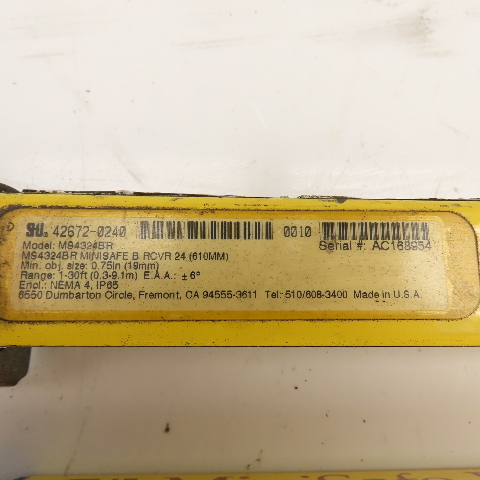 STI. 42672-0240 0010
Model: MS4324BR Serial #: AC168954
MS4324BR MINISAFE B RCVR 24 (610MM)
Min. obj. size: 0.75in (19mm)
Range: 1-30ft (0.3-9.1m) E.A.A.: ± 6°
Encl.: NEMA 4, IP65
6550 Dumbarton Circle, Fremont, CA 94555-3611 Tel: 510/608-3400 Made in U.S.A.